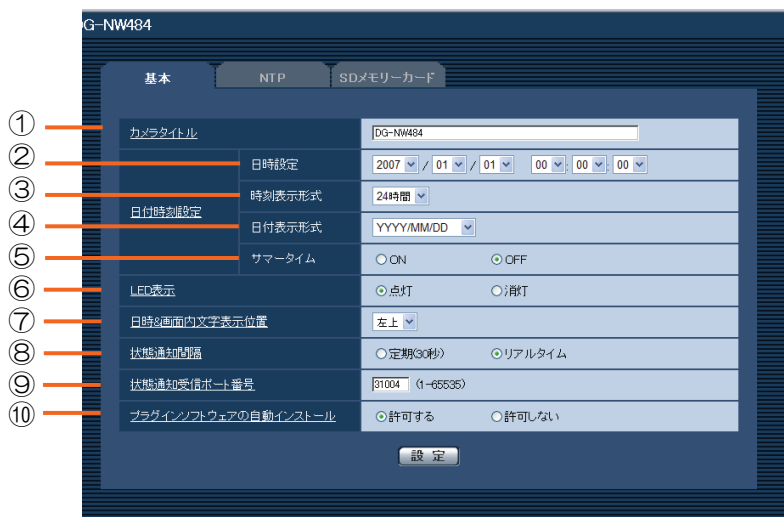 G-NW484
基本 NTP SDメモリーカード
① カメラタイトル DG-NW484
② 日時設定 2007 / 01 / 01 00 : 00 : 00
③ 時刻表示形式 24時間
日付時刻設定
④ 日付表示形式 YYYY/MM/DD
⑤ サマータイム ON OFF
⑥ LED表示 点灯 消灯
⑦ 日時&画面内文字表示位置 左上
⑧ 状態通知間隔 定期(30秒) リアルタイム
⑨ 状態通知受信ポート番号 31004 (1-65535)
⑩ プラグインソフトウェアの自動インストール 許可する 許可しない
設定